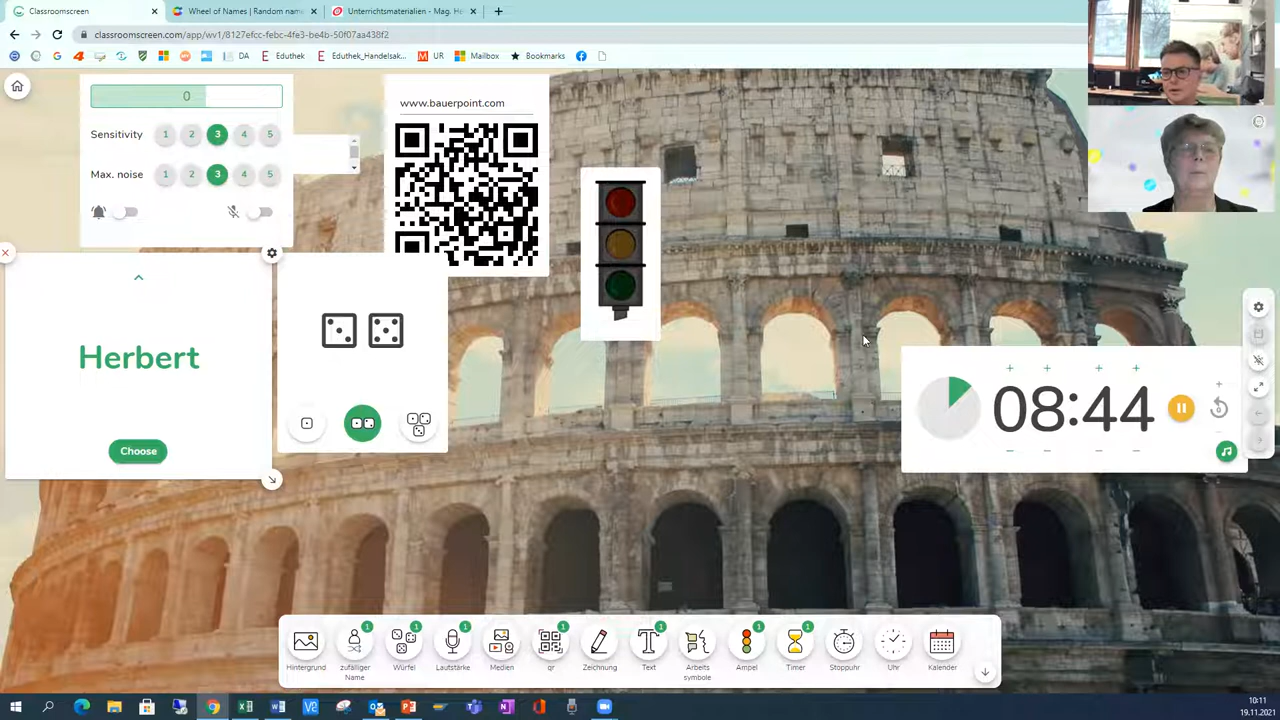 Classroomscreen
Wheel of Names | Random name
Unterrichtsmaterialien - Mag. He
classroomscreen.com/app/wv1/8127efcc-febc-4fe3-be4b-50f07aa438f2
DA
Eduthek
Eduthek_Handelsak...
UR
Mailbox
Bookmarks
0
Sensitivity 1 2 3 4 5
Max. noise 1 2 3 4 5
www.bauerpoint.com
Herbert
Choose
08:44
Hintergrund
zufälliger Name
Würfel
Lautstärke
Medien
qr
Zeichnung
Text
Arbeits symbole
Ampel
Timer
Stoppuhr
Uhr
Kalender
10:11
19.11.2021